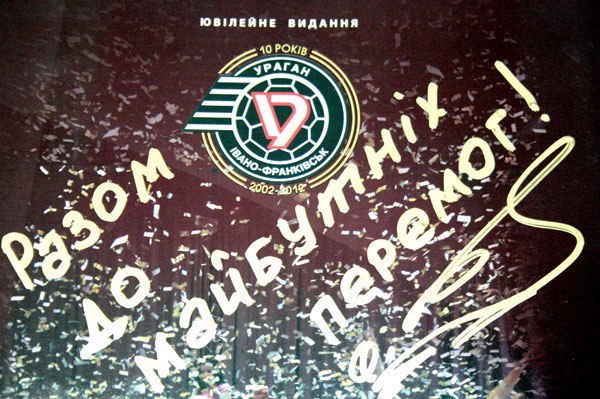 ЮВІЛЕЙНЕ ВИДАННЯ
10 РОКІВ
УРАГАН
ІВАНО-ФРАНКІВСЬК
2002-2012
Разом
до
майбутніх
перемог!